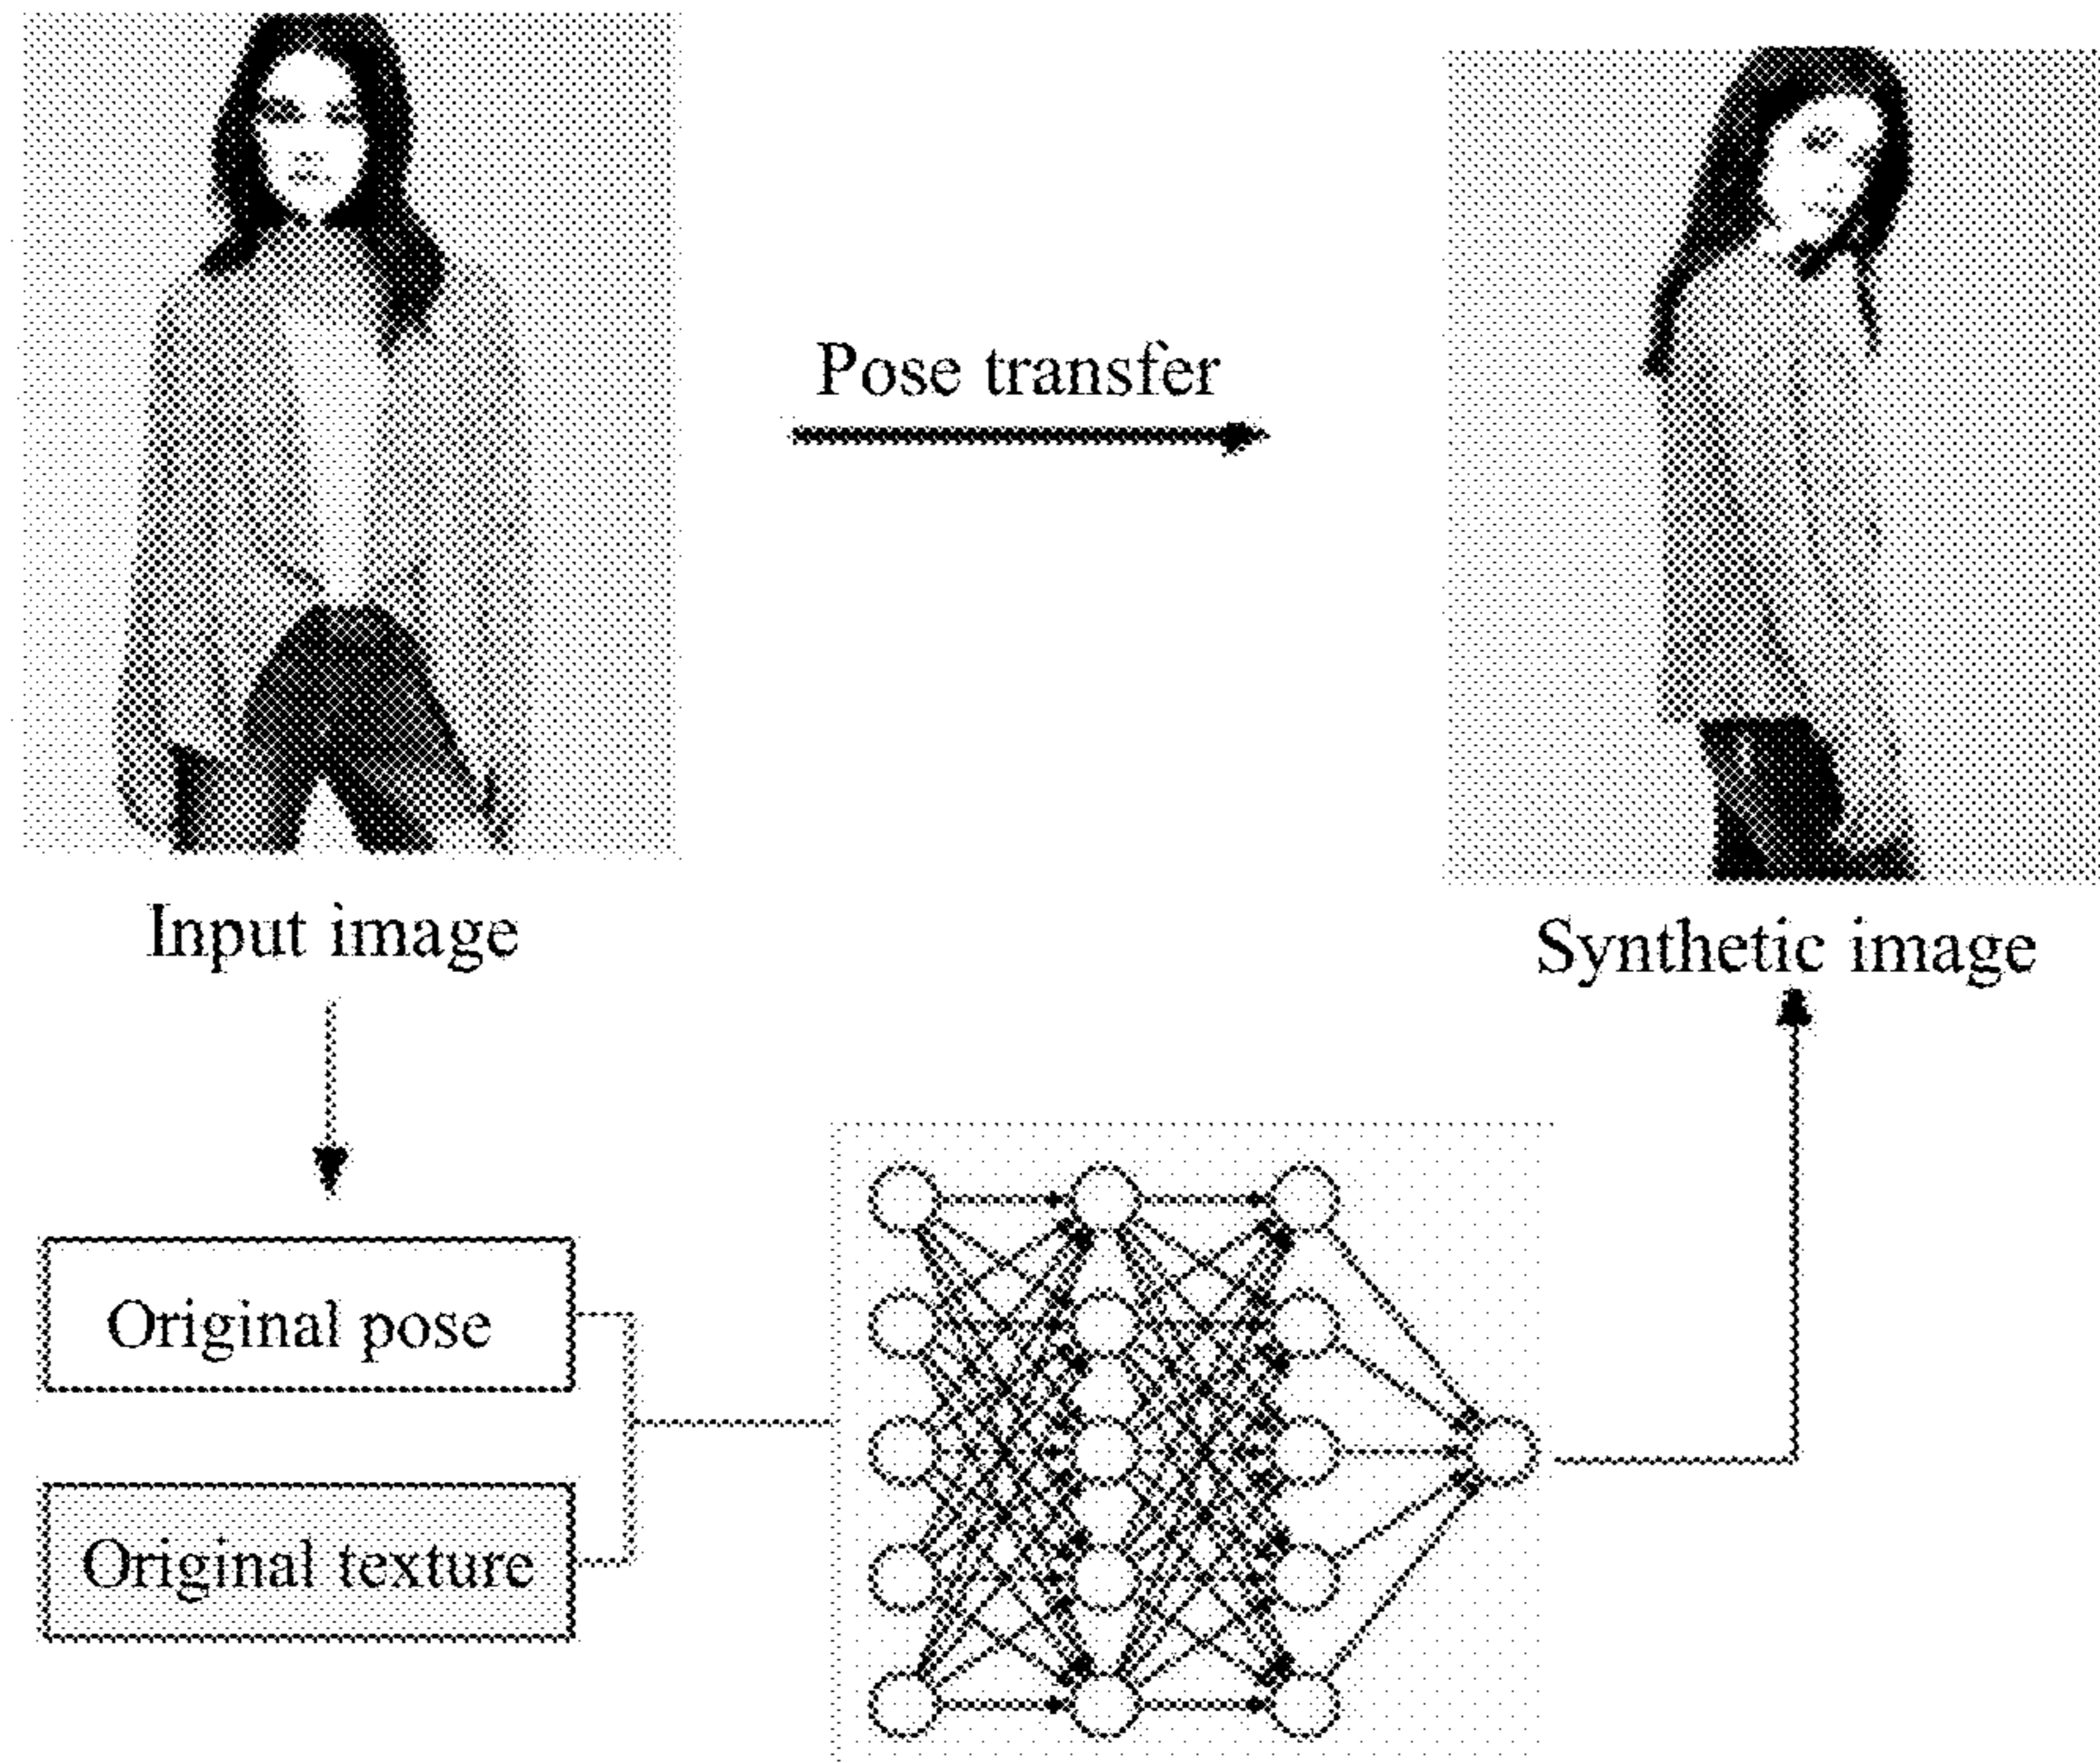 Pose transfer
Input image
Synthetic image
Original pose
Original texture